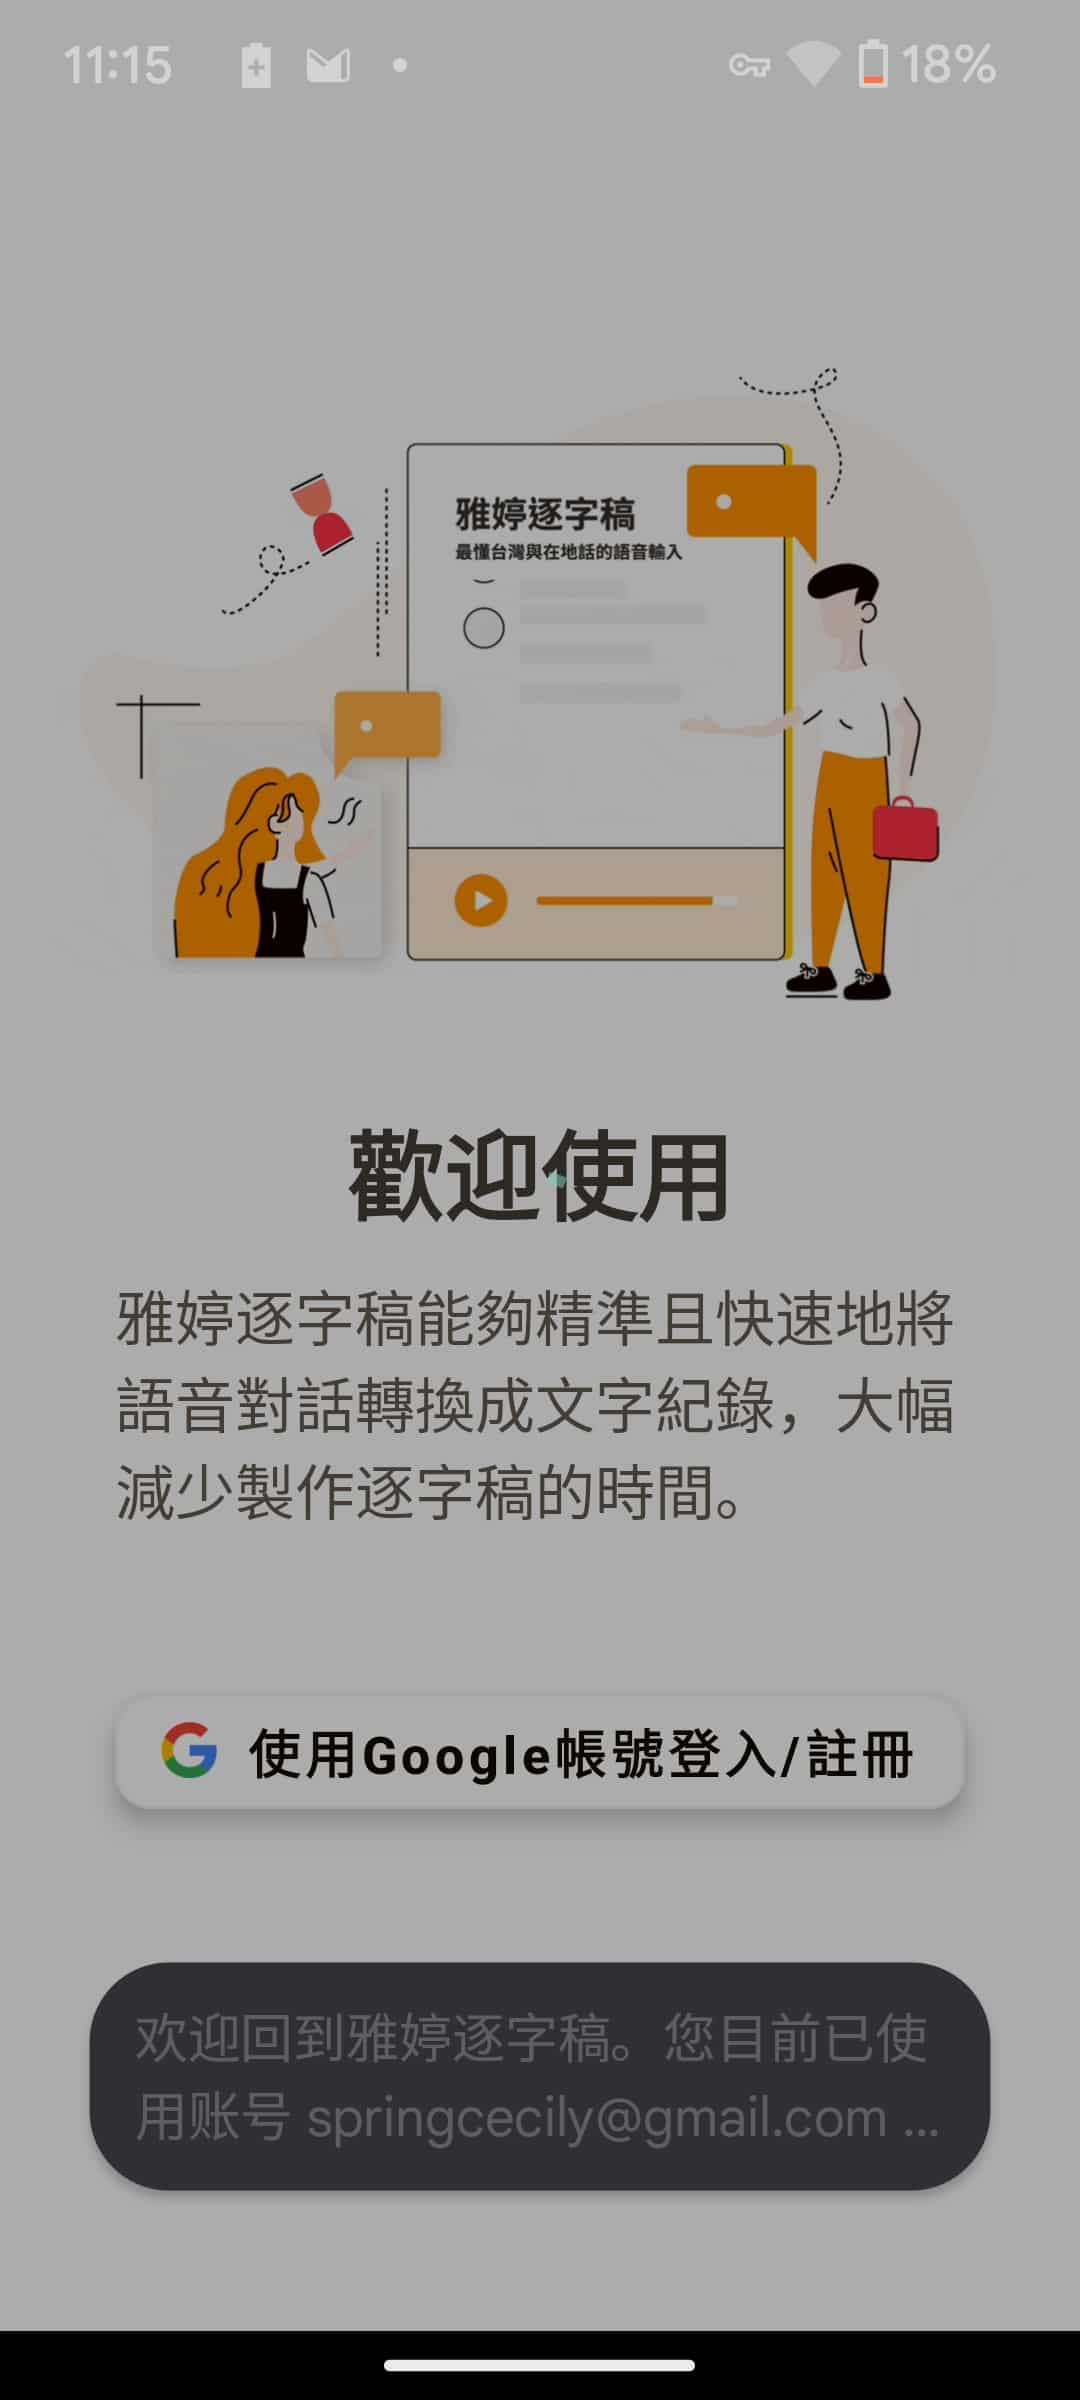 11:15
18%
雅婷逐字稿
最懂台灣與在地話的語音輸入
歡迎使用
雅婷逐字稿能夠精準且快速地將
語音對話轉換成文字紀錄，大幅
減少製作逐字稿的時間。
使用Google帳號登入/註冊
欢迎回到雅婷逐字稿。您目前已使
用账号 springcecily@gmail.com ...